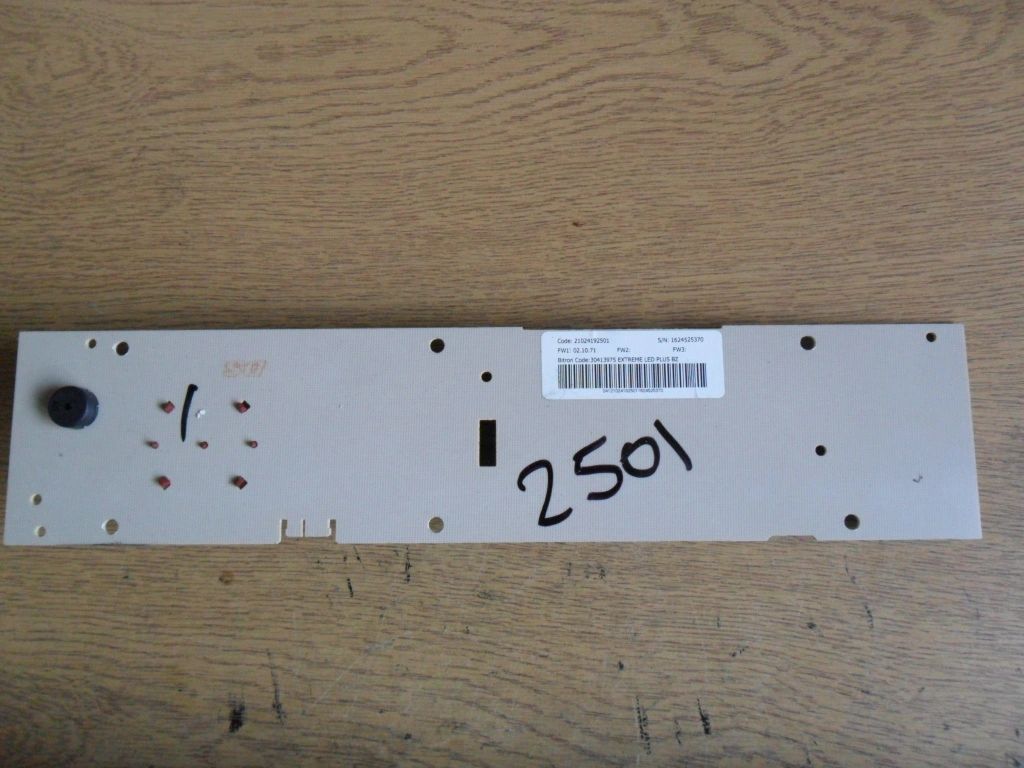 Code: 21024192501 S/N: 1624525370
FW1: 02.10.71 FW2: FW3:
Bitron Code:30413975 EXTREME LED PLUS BZ
1
2501